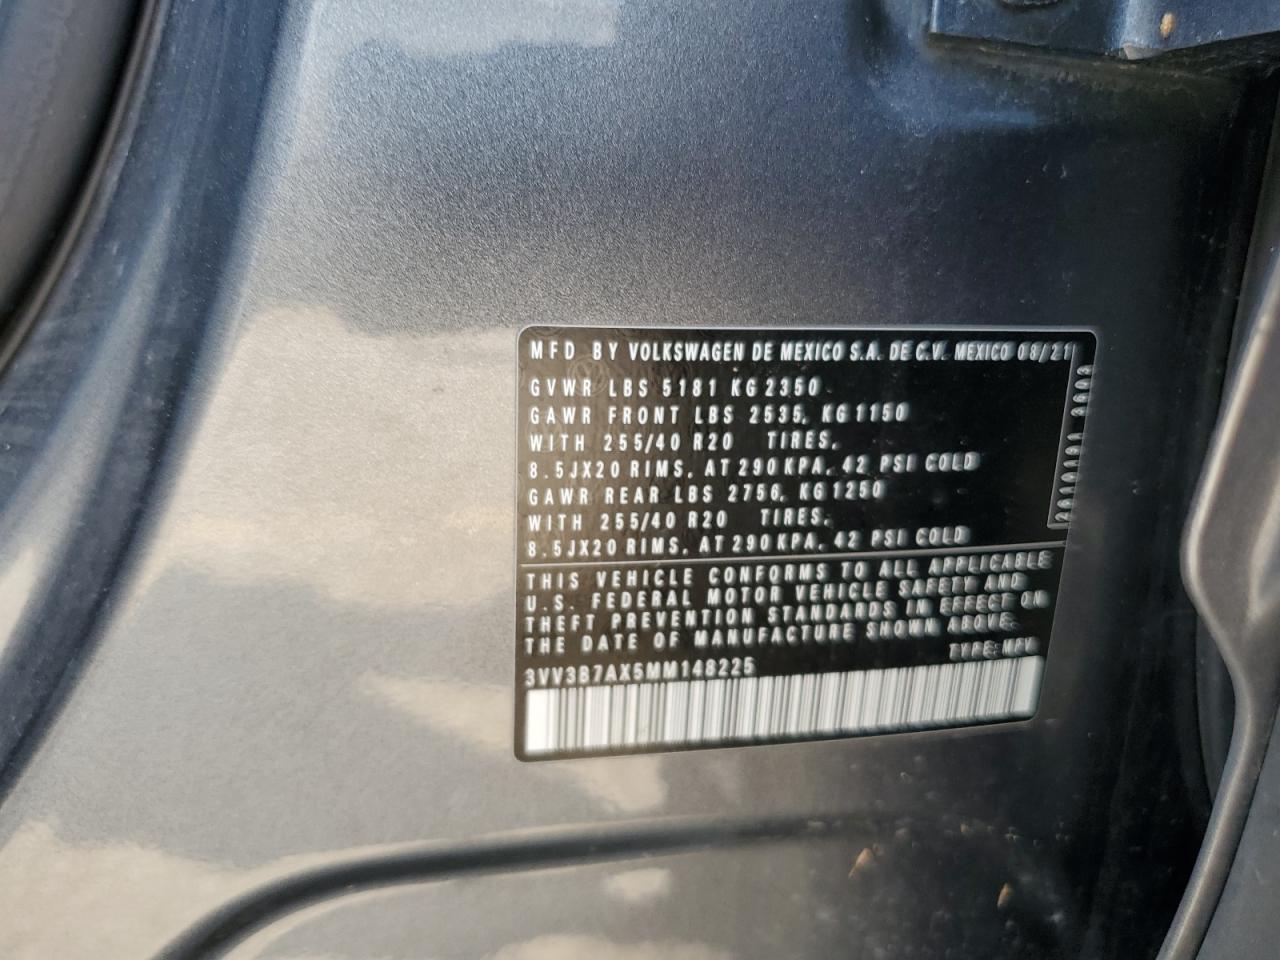 MFD BY VOLKSWAGEN DE MEXICO S.A. DE C.V. MEXICO 08/21
GVWR LBS 5181 KG 2350
GAWR FRONT LBS 2535, KG 1150
WITH 255/40 R20 TIRES,
8.5JX20 RIMS, AT 290 KPA, 42 PSI COLD
GAWR REAR LBS 2756, KG 1250
WITH 255/40 R20 TIRES,
8.5JX20 RIMS, AT 290 KPA, 42 PSI COLD
THIS VEHICLE CONFORMS TO ALL APPLICABLE
U.S. FEDERAL MOTOR VEHICLE SAFETY AND
THEFT PREVENTION STANDARDS IN EFFECT ON
THE DATE OF MANUFACTURE SHOWN ABOVE.
TYPE: MPV
3VV3B7AX5MM148225